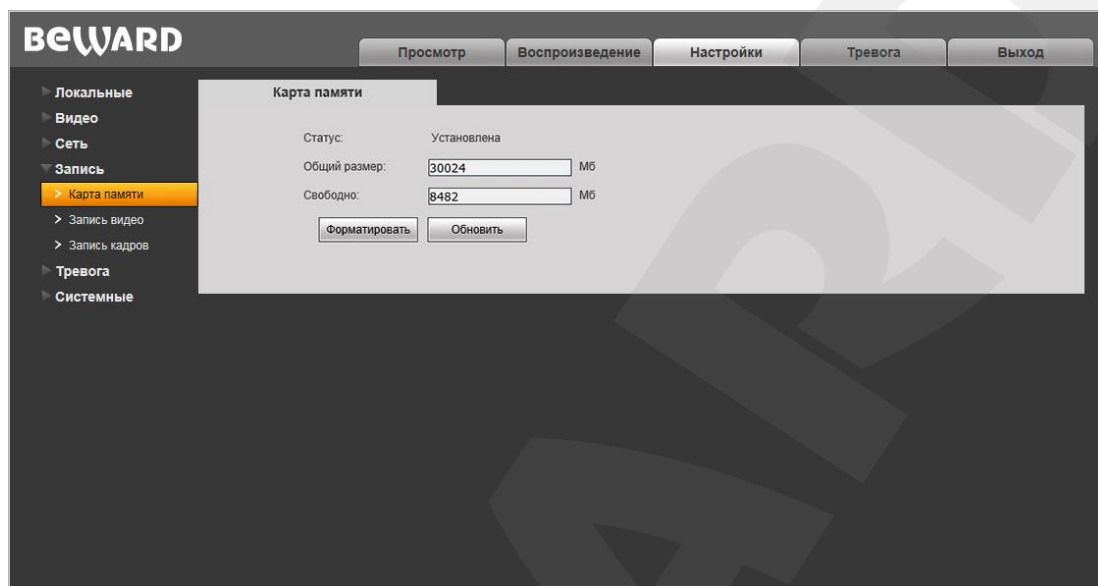 BEWARD
Просмотр Воспроизведение Настройки Тревога Выход
Локальные
Видео
Сеть
Запись
> Карта памяти
> Запись видео
> Запись кадров
Тревога
Системные
Карта памяти
Статус: Установлена
Общий размер: 30024 Мб
Свободно: 8482 Мб
Форматировать Обновить